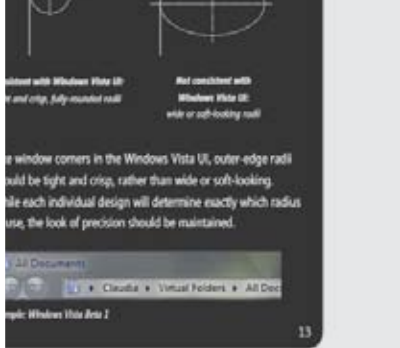 sistent with Windows Vista UI:
Not consistent with
t and crisp, fully-rounded radii
Windows Vista UI:
wide or soft-looking radii
e window corners in the Windows Vista UI, outer-edge radii
ould be tight and crisp, rather than wide or soft-looking.
hile each individual design will determine exactly which radius
use, the look of precision should be maintained.
All Documents
Claudia Virtual Folders All Doc
mple: Windows Vista Beta 1
13